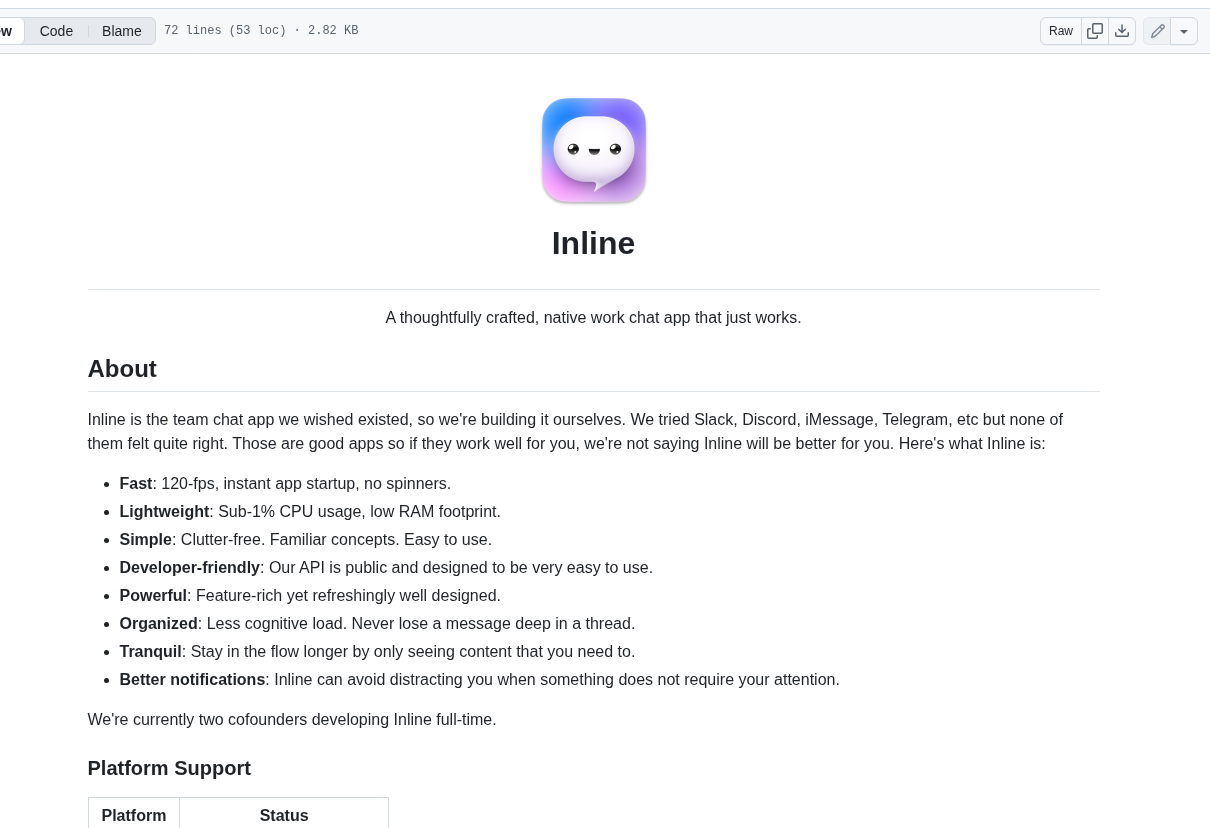 Code
Blame
72 lines (53 loc) · 2.82 KB
Raw
Inline
A thoughtfully crafted, native work chat app that just works.
About
Inline is the team chat app we wished existed, so we're building it ourselves. We tried Slack, Discord, iMessage, Telegram, etc but none of
them felt quite right. Those are good apps so if they work well for you, we're not saying Inline will be better for you. Here's what Inline is:
• Fast: 120-fps, instant app startup, no spinners.
• Lightweight: Sub-1% CPU usage, low RAM footprint.
• Simple: Clutter-free. Familiar concepts. Easy to use.
• Developer-friendly: Our API is public and designed to be very easy to use.
• Powerful: Feature-rich yet refreshingly well designed.
• Organized: Less cognitive load. Never lose a message deep in a thread.
• Tranquil: Stay in the flow longer by only seeing content that you need to.
• Better notifications: Inline can avoid distracting you when something does not require your attention.
We're currently two cofounders developing Inline full-time.
Platform Support
Platform Status